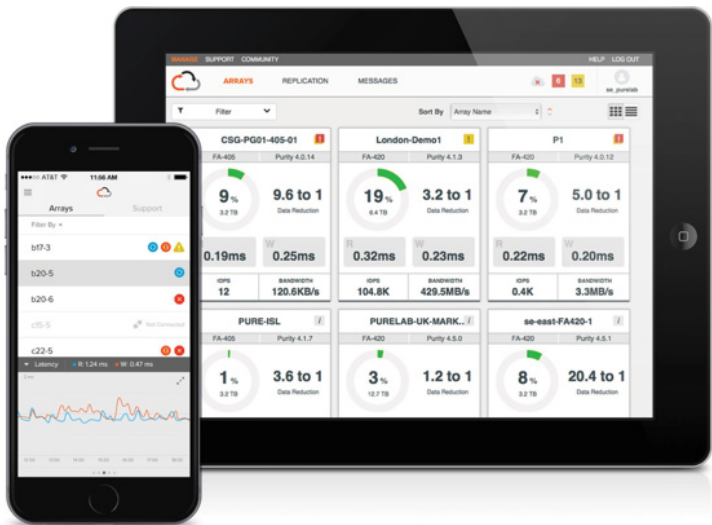 MANAGE SUPPORT COMMUNITY HELP LOG OUT
ARRAYS REPLICATION MESSAGES 6 13 se_purelab
Filter Sort By Array Name
CSG-PG01-405-01 London-Demo1 P1
FA-405 Purity 4.0.14 FA-420 Purity 4.1.3 FA-420 Purity 4.0.12
9% 9.6 to 1 19% 3.2 to 1 7% 5.0 to 1
3.2 TB Data Reduction 6.4 TB Data Reduction 3.2 TB Data Reduction
R W R W R W
0.19ms 0.25ms 0.32ms 0.23ms 0.22ms 0.20ms
IOPS BANDWIDTH IOPS BANDWIDTH IOPS BANDWIDTH
12 120.6KB/s 104.8K 429.5MB/s 0.4K 3.3MB/s
PURE-ISL PURELAB-UK-MARK.. se-east-FA420-1
FA-405 Purity 4.1.7 FA-420 Purity 4.5.0 FA-420 Purity 4.5.1
1% 3.6 to 1 3% 1.2 to 1 8% 20.4 to 1
3.2 TB Data Reduction 12.7 TB Data Reduction 3.2 TB Data Reduction
AT&T 11:56 AM
Arrays Support
Filter By
b17-3
b20-5
b20-6
c15-5 Not Connected
c22-5
Latency R: 1.24 ms W: 0.47 ms